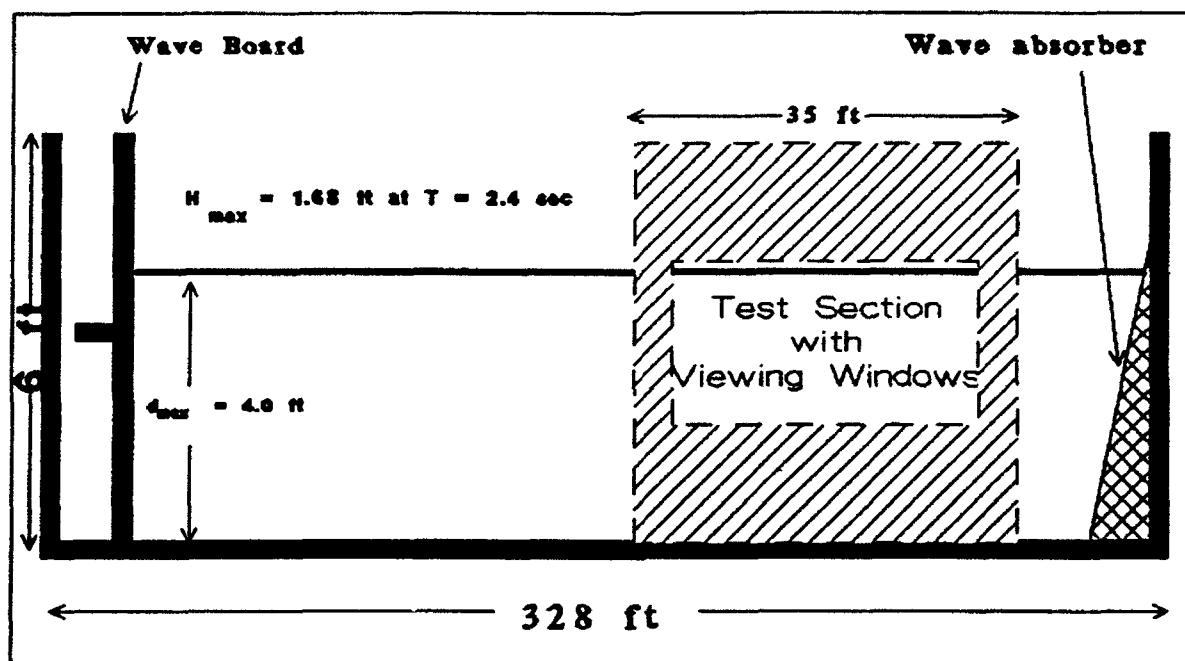 Wave Board
Wave absorber
35 ft
H max = 1.68 ft at T = 2.4 sec
6 ft
Test Section
with
Viewing Windows
d max = 4.0 ft
328 ft